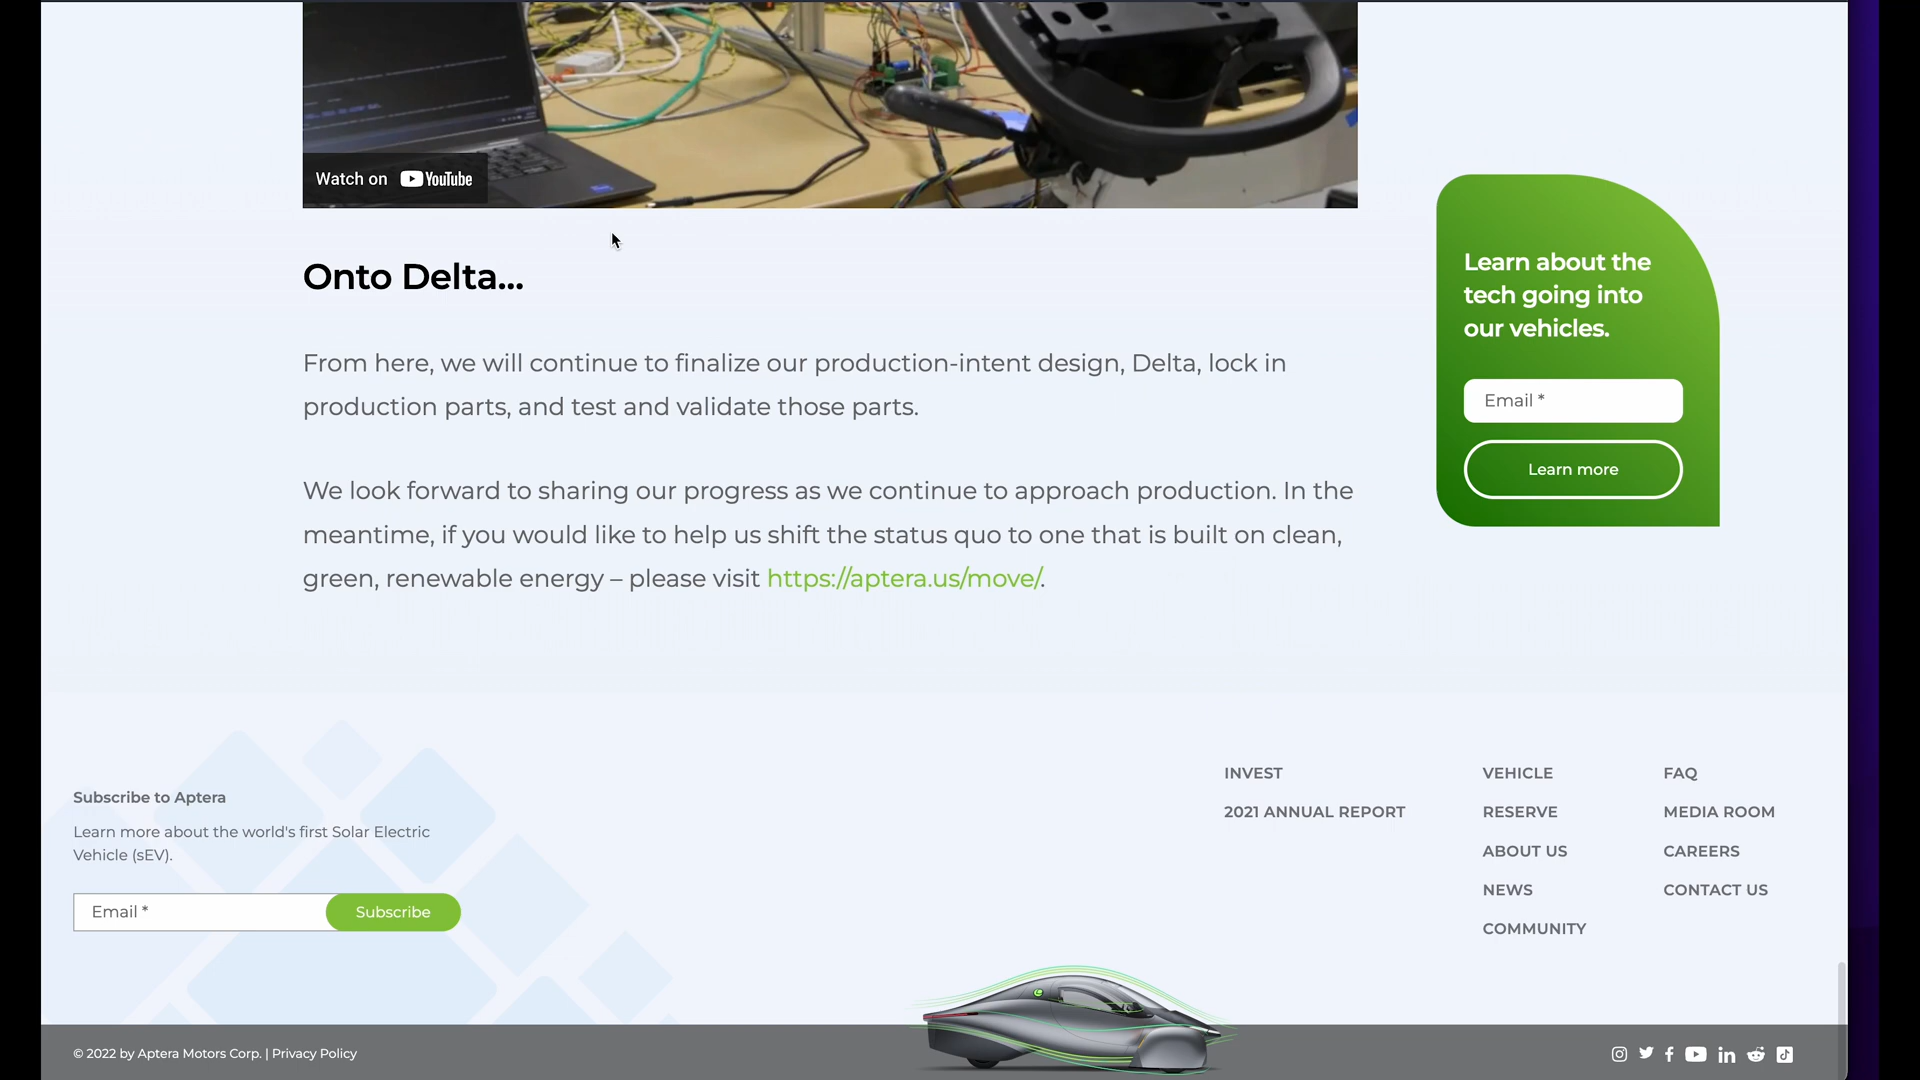 Watch on YouTube
Onto Delta...
From here, we will continue to finalize our production-intent design, Delta, lock in
production parts, and test and validate those parts.
We look forward to sharing our progress as we continue to approach production. In the
meantime, if you would like to help us shift the status quo to one that is built on clean,
green, renewable energy – please visit https://aptera.us/move/.
Learn about the
tech going into
our vehicles.
Email *
Learn more
Subscribe to Aptera
Learn more about the world's first Solar Electric
Vehicle (sEV).
Email *
Subscribe
INVEST
2021 ANNUAL REPORT
VEHICLE
RESERVE
ABOUT US
NEWS
COMMUNITY
FAQ
MEDIA ROOM
CAREERS
CONTACT US
© 2022 by Aptera Motors Corp. | Privacy Policy